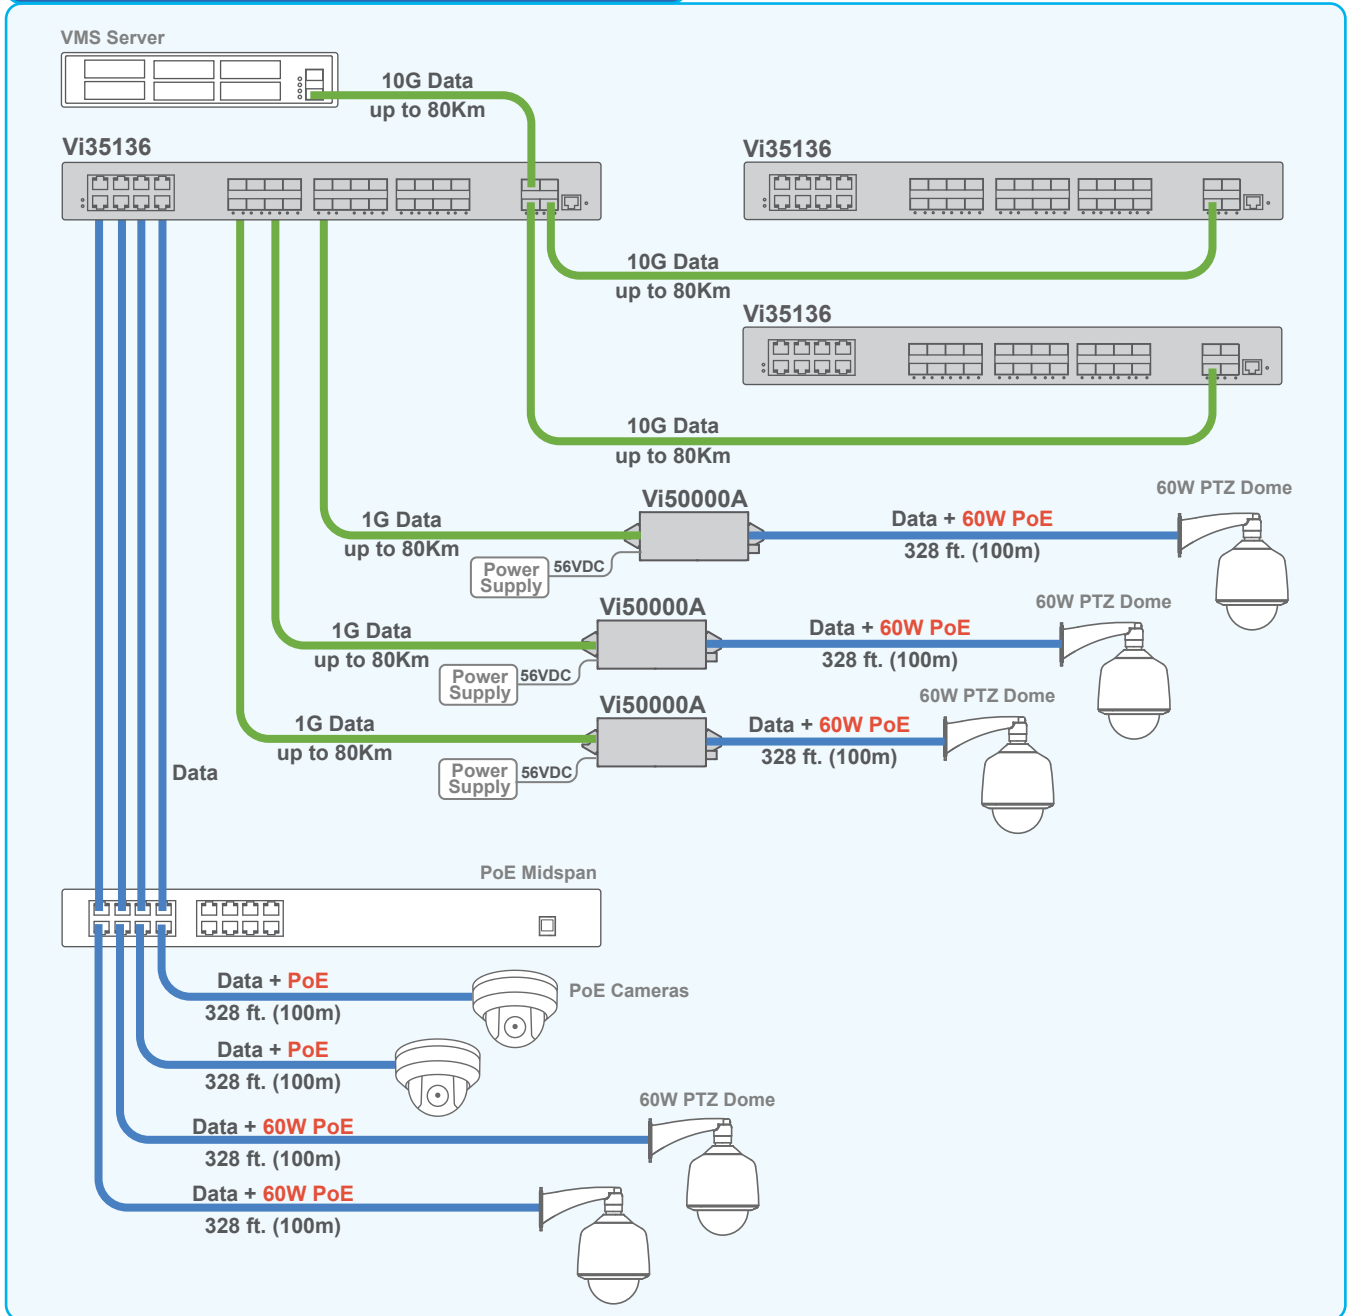 VMS Server
10G Data
up to 80Km
Vi35136
Vi35136
10G Data
up to 80Km
Vi35136
10G Data
up to 80Km
Vi50000A
60W PTZ Dome
1G Data
up to 80Km
Data + 60W PoE
328 ft. (100m)
Power
Supply
56VDC
Vi50000A
60W PTZ Dome
1G Data
up to 80Km
Data + 60W PoE
328 ft. (100m)
Power
Supply
56VDC
Vi50000A
60W PTZ Dome
1G Data
up to 80Km
Data + 60W PoE
328 ft. (100m)
Power
Supply
56VDC
Data
PoE Midspan
Data + PoE
328 ft. (100m)
PoE Cameras
Data + PoE
328 ft. (100m)
60W PTZ Dome
Data + 60W PoE
328 ft. (100m)
Data + 60W PoE
328 ft. (100m)